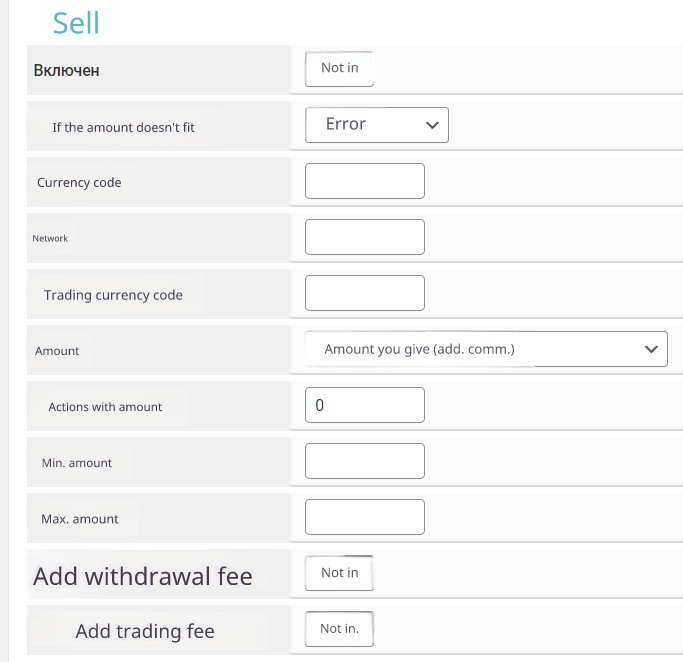 Sell
Включен
Not in
If the amount doesn't fit
Error
Currency code
Network
Trading currency code
Amount
Amount you give (add. comm.)
Actions with amount
0
Min. amount
Max. amount
Add withdrawal fee
Not in
Add trading fee
Not in.